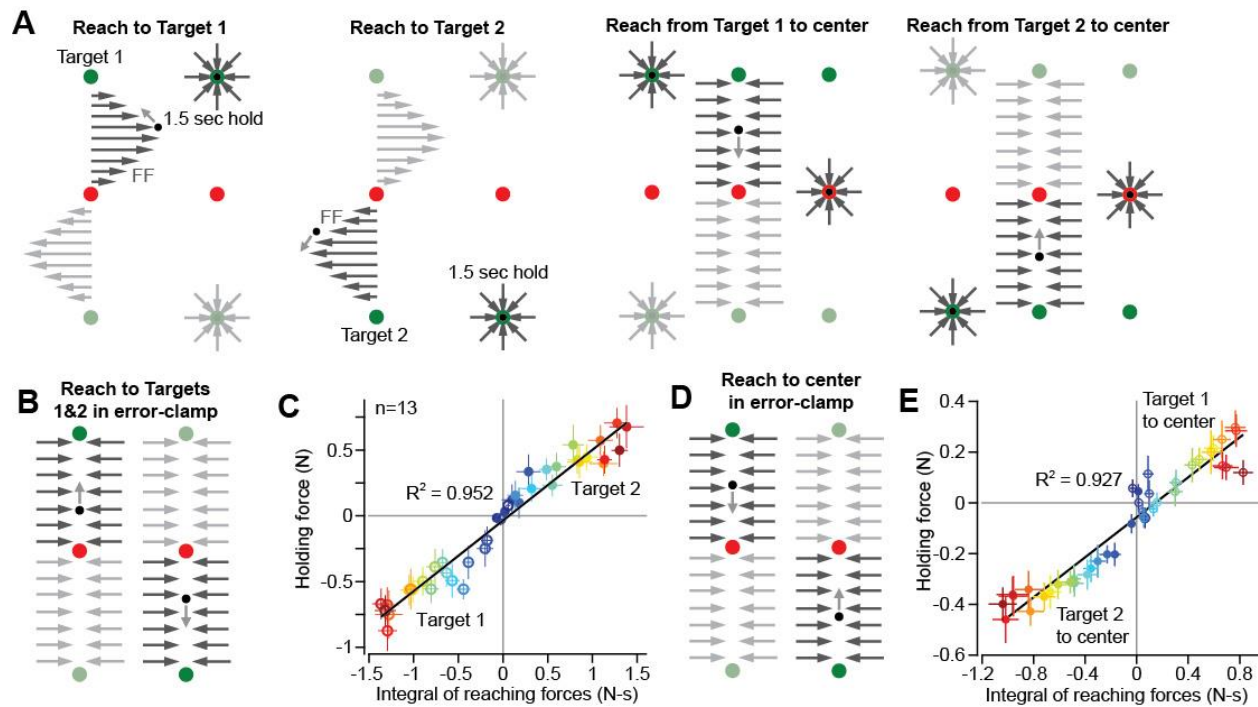 A
Reach to Target 1
Reach to Target 2
Reach from Target 1 to center
Reach from Target 2 to center
Target 1
1.5 sec hold
FF
FF
1.5 sec hold
Target 2
B
Reach to Targets
1&2 in error-clamp
C
n=13
R² = 0.952
Target 2
Target 1
Holding force (N)
0.5
0
-0.5
-1
-1.5
-1
-0.5
0
0.5
1
1.5
Integral of reaching forces (N-s)
D
Reach to center
in error-clamp
E
Target 1
to center
R² = 0.927
Target 2
to center
Holding force (N)
0.4
0.2
0
-0.2
-0.4
-0.6
-1.2
-0.8
-0.4
0
0.4
0.8
Integral of reaching forces (N-s)